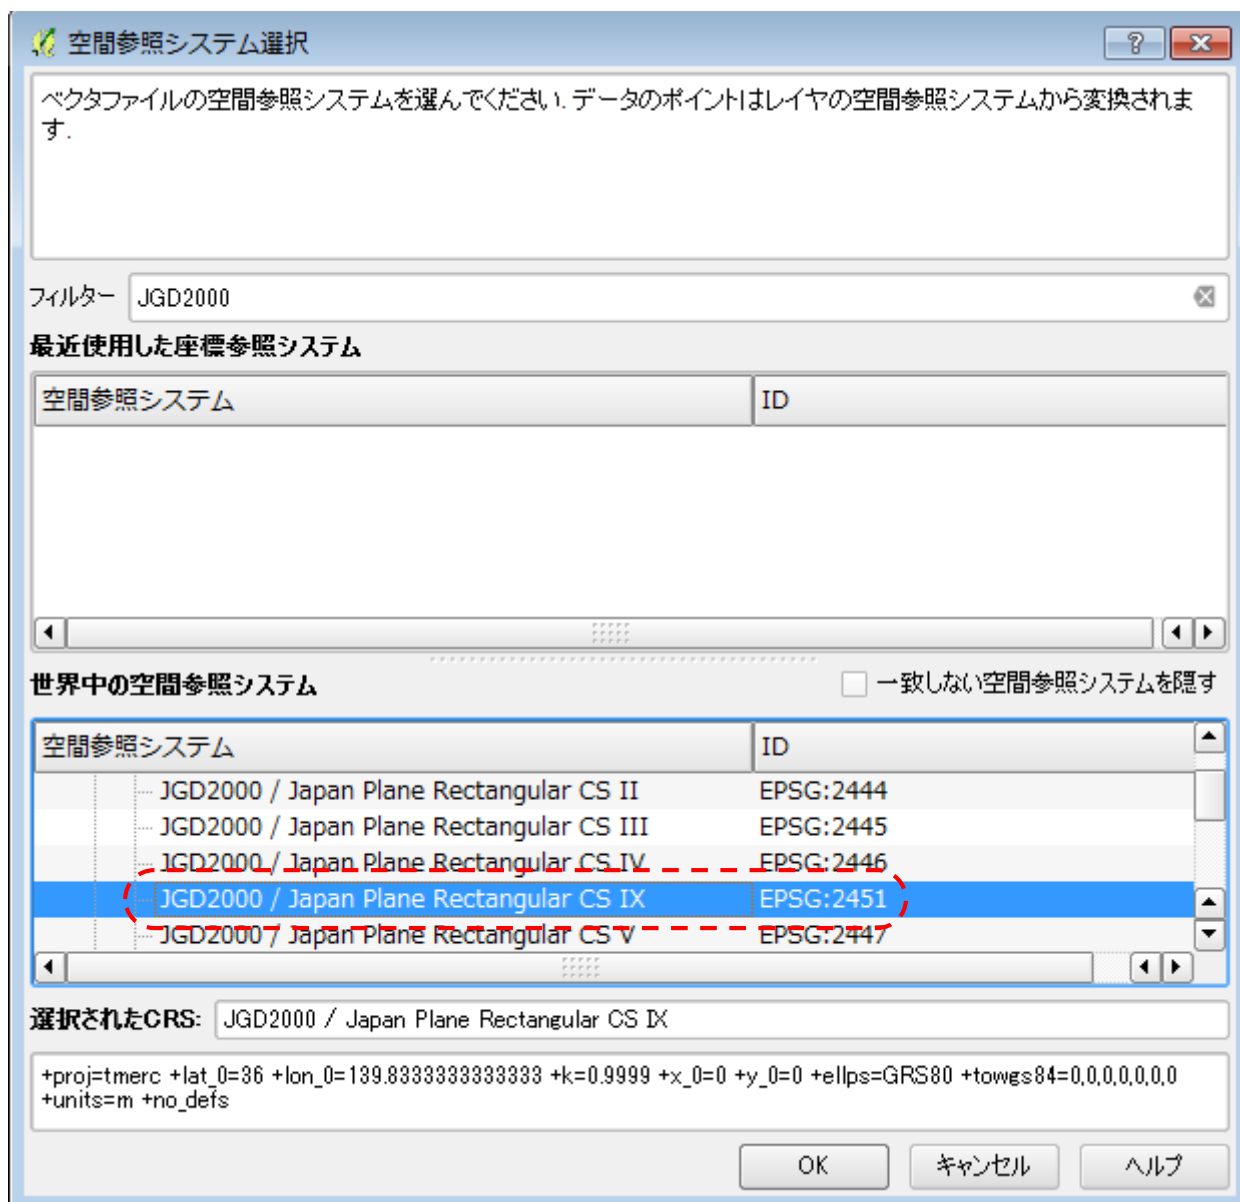 空間参照システム選択
ベクタファイルの空間参照システムを選んでください. データのポイントはレイヤの空間参照システムから変換されま
す.
フィルター JGD2000
最近使用した座標参照システム
空間参照システム ID
世界中の空間参照システム 一致しない空間参照システムを隠す
空間参照システム ID
JGD2000 / Japan Plane Rectangular CS II EPSG:2444
JGD2000 / Japan Plane Rectangular CS III EPSG:2445
JGD2000 / Japan Plane Rectangular CS IV EPSG:2446
JGD2000 / Japan Plane Rectangular CS IX EPSG:2451
JGD2000 / Japan Plane Rectangular CS V EPSG:2447
選択されたCRS: JGD2000 / Japan Plane Rectangular CS IX
+proj=tmerc +lat_0=36 +lon_0=139.8333333333333 +k=0.9999 +x_0=0 +y_0=0 +ellps=GRS80 +towgs84=0,0,0,0,0,0,0
+units=m +no_defs
OK キャンセル ヘルプ